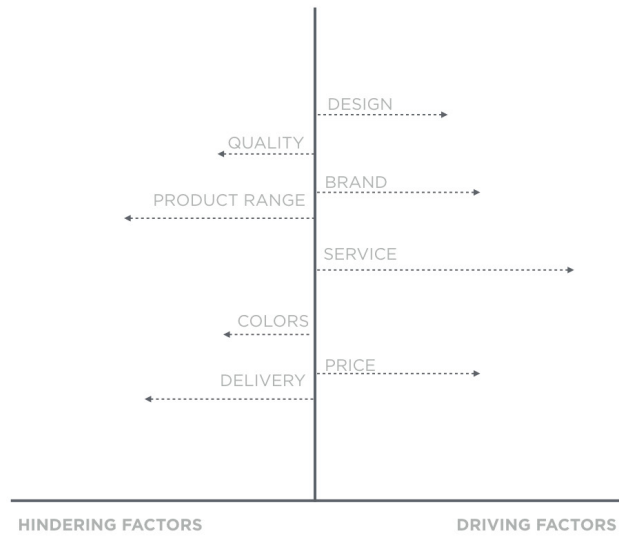 DESIGN
QUALITY
BRAND
PRODUCT RANGE
SERVICE
COLORS
PRICE
DELIVERY
HINDERING FACTORS
DRIVING FACTORS